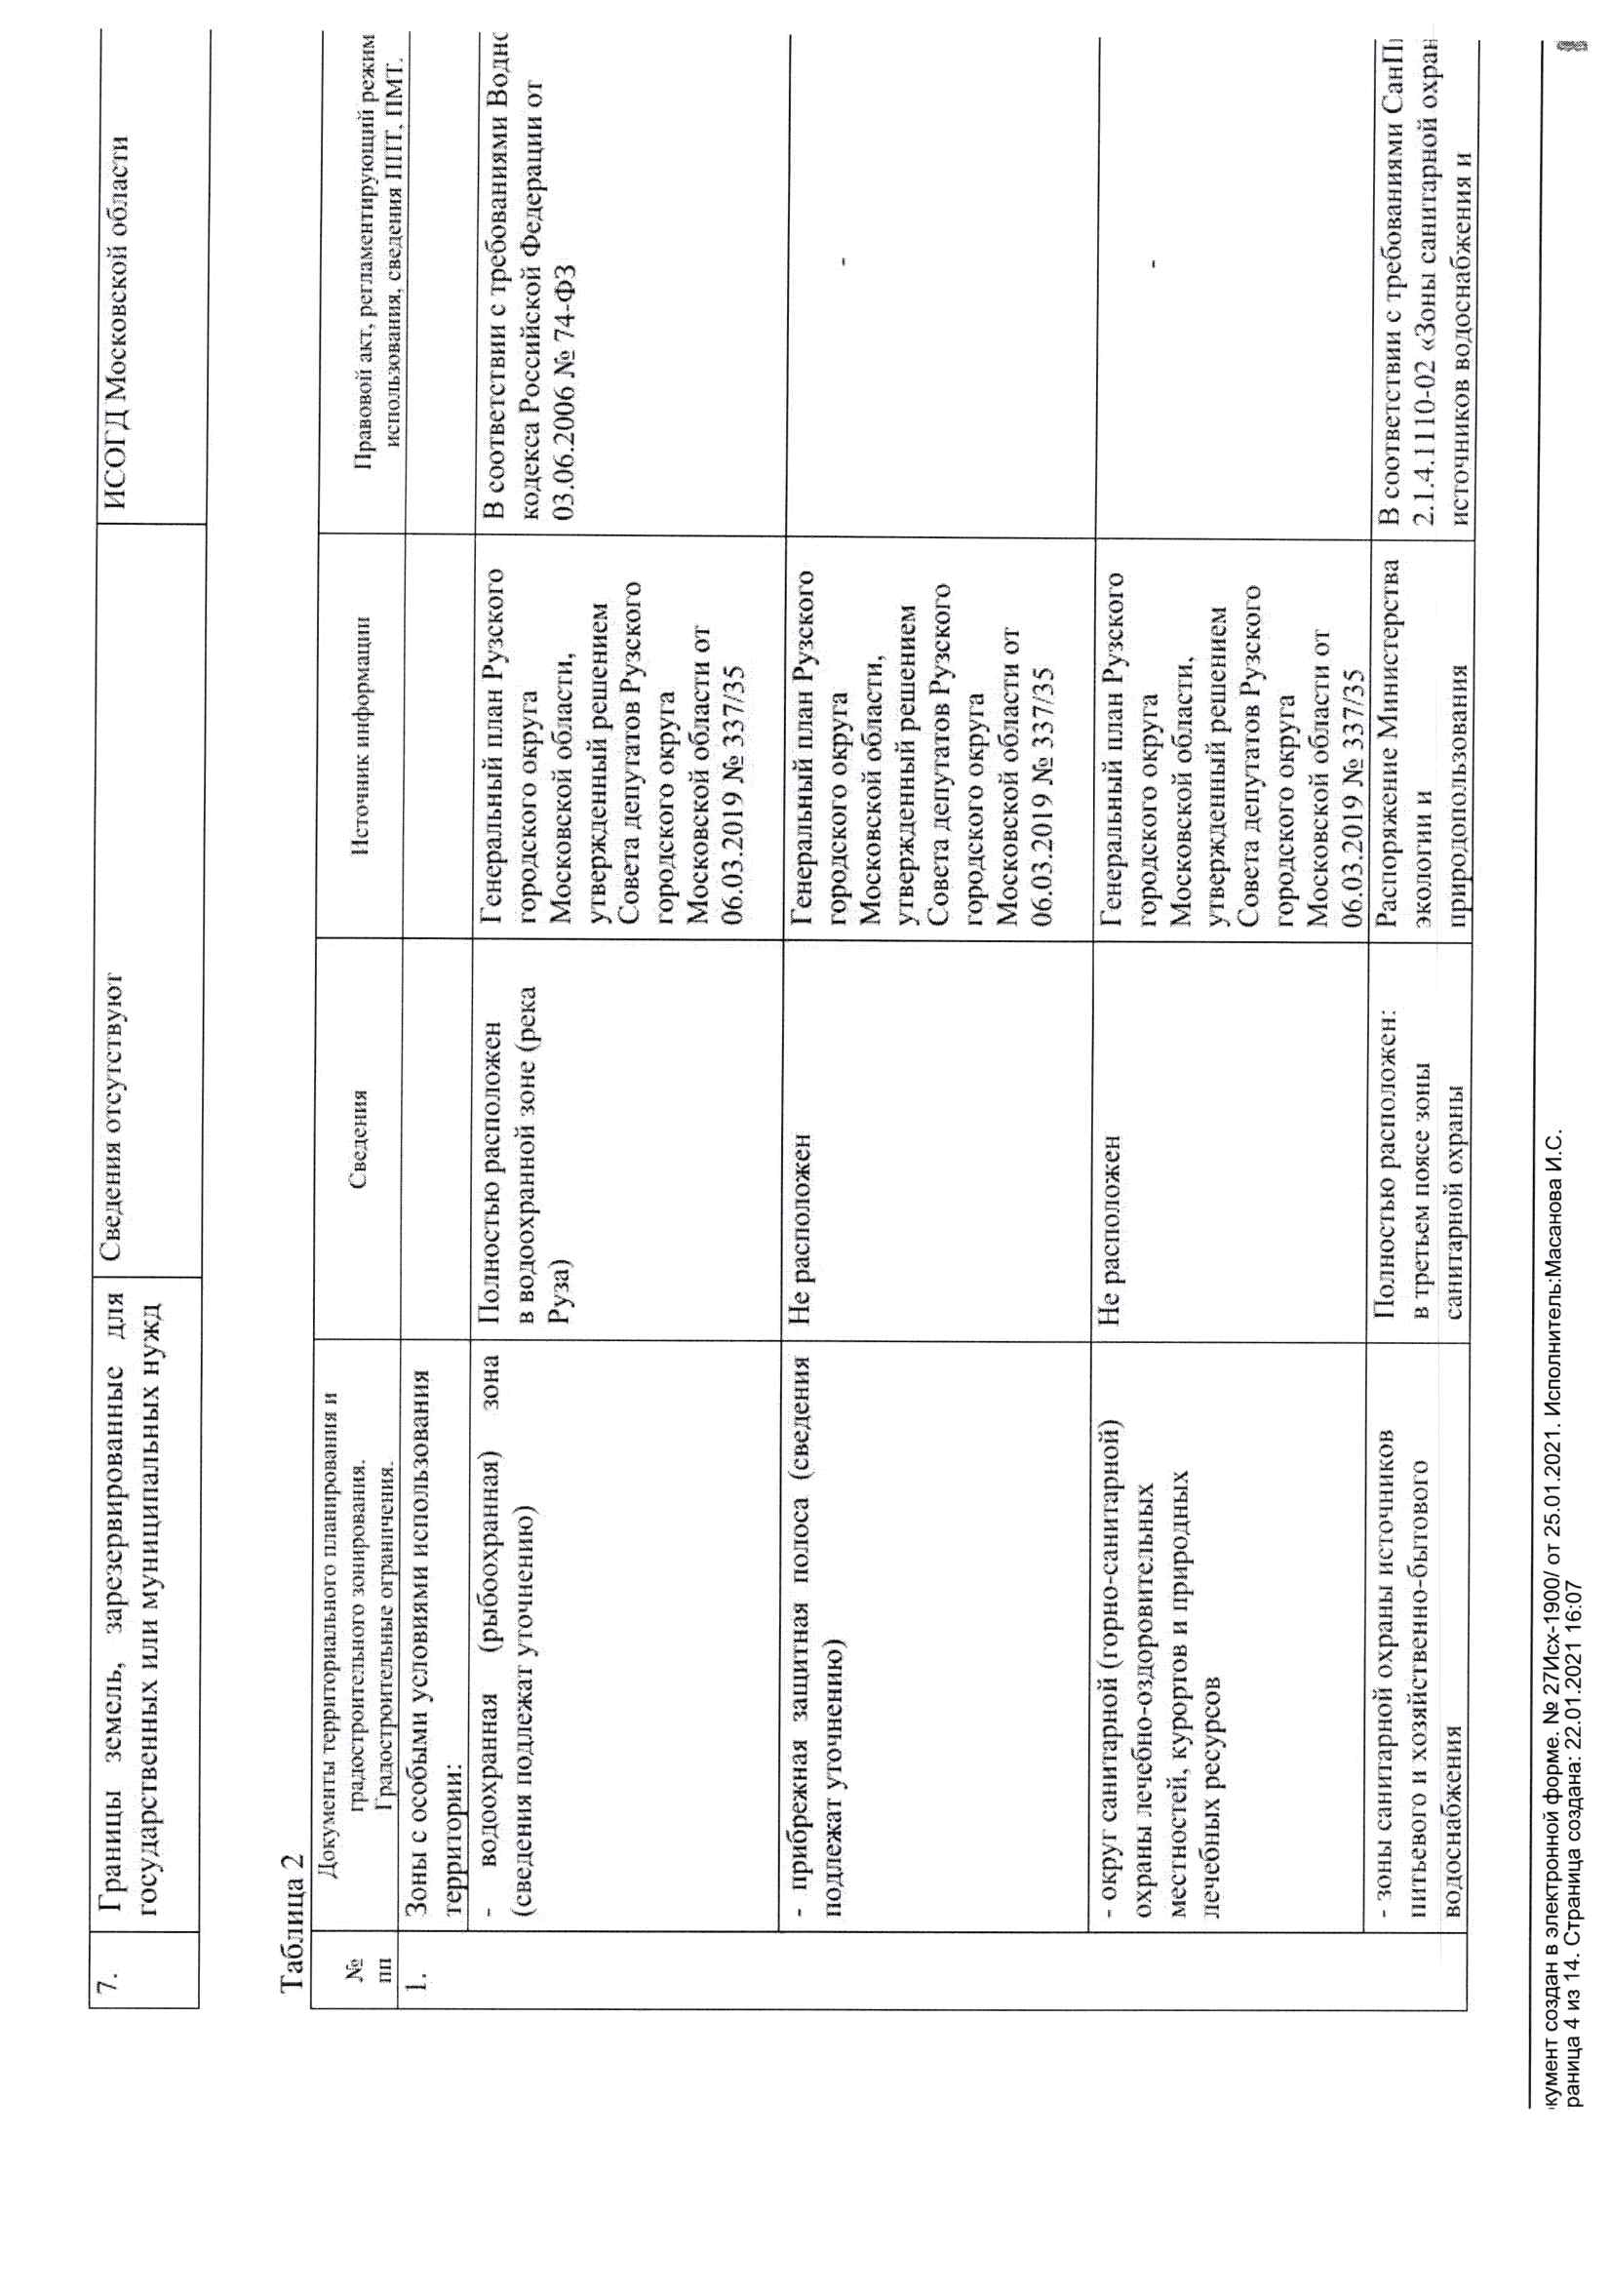 7.
Границы земель, зарезервированные для
государственных или муниципальных нужд
Сведения отсутствуют
ИСОГД Московской области
Таблица 2
№
пп
Документы территориального планирования и
градостроительного зонирования.
Градостроительные ограничения.
Сведения
Источник информации
Правовой акт, регламентирующий режим
использования, сведения ППТ, ПМТ.
1.
Зоны с особыми условиями использования
территории:
- водоохранная (рыбоохранная) зона
(сведения подлежат уточнению)
Полностью расположен
в водоохранной зоне (река
Руза)
Генеральный план Рузского
городского округа
Московской области,
утвержденный решением
Совета депутатов Рузского
городского округа
Московской области от
06.03.2019 № 337/35
В соответствии с требованиями Водно
кодекса Российской Федерации от
03.06.2006 № 74-ФЗ
- прибрежная защитная полоса (сведения
подлежат уточнению)
Не расположен
Генеральный план Рузского
городского округа
Московской области,
утвержденный решением
Совета депутатов Рузского
городского округа
Московской области от
06.03.2019 № 337/35
-
- округ санитарной (горно-санитарной)
охраны лечебно-оздоровительных
местностей, курортов и природных
лечебных ресурсов
Не расположен
Генеральный план Рузского
городского округа
Московской области,
утвержденный решением
Совета депутатов Рузского
городского округа
Московской области от
06.03.2019 № 337/35
-
- зоны санитарной охраны источников
питьевого и хозяйственно-бытового
водоснабжения
Полностью расположен:
в третьем поясе зоны
санитарной охраны
Распоряжение Министерства
экологии и
природопользования
В соответствии с требованиями СанП
2.1.4.1110-02 «Зоны санитарной охран
источников водоснабжения и
кумент создан в электронной форме. № 27Исх-1900/ от 25.01.2021. Исполнитель:Масанова И.С.
раница 4 из 14. Страница создана: 22.01.2021 16:07